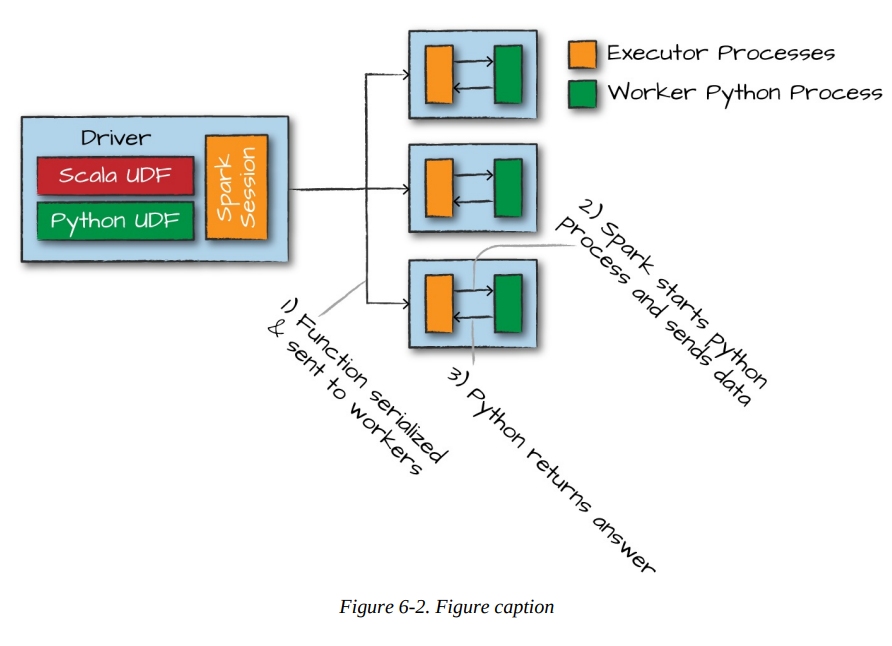 Executor Processes
Worker Python Process
Driver
Scala UDF
Python UDF
Spark
Session
1) Function serialized
& sent to workers
2) Spark starts Python
process and sends data
3) Python returns answer
Figure 6-2. Figure caption